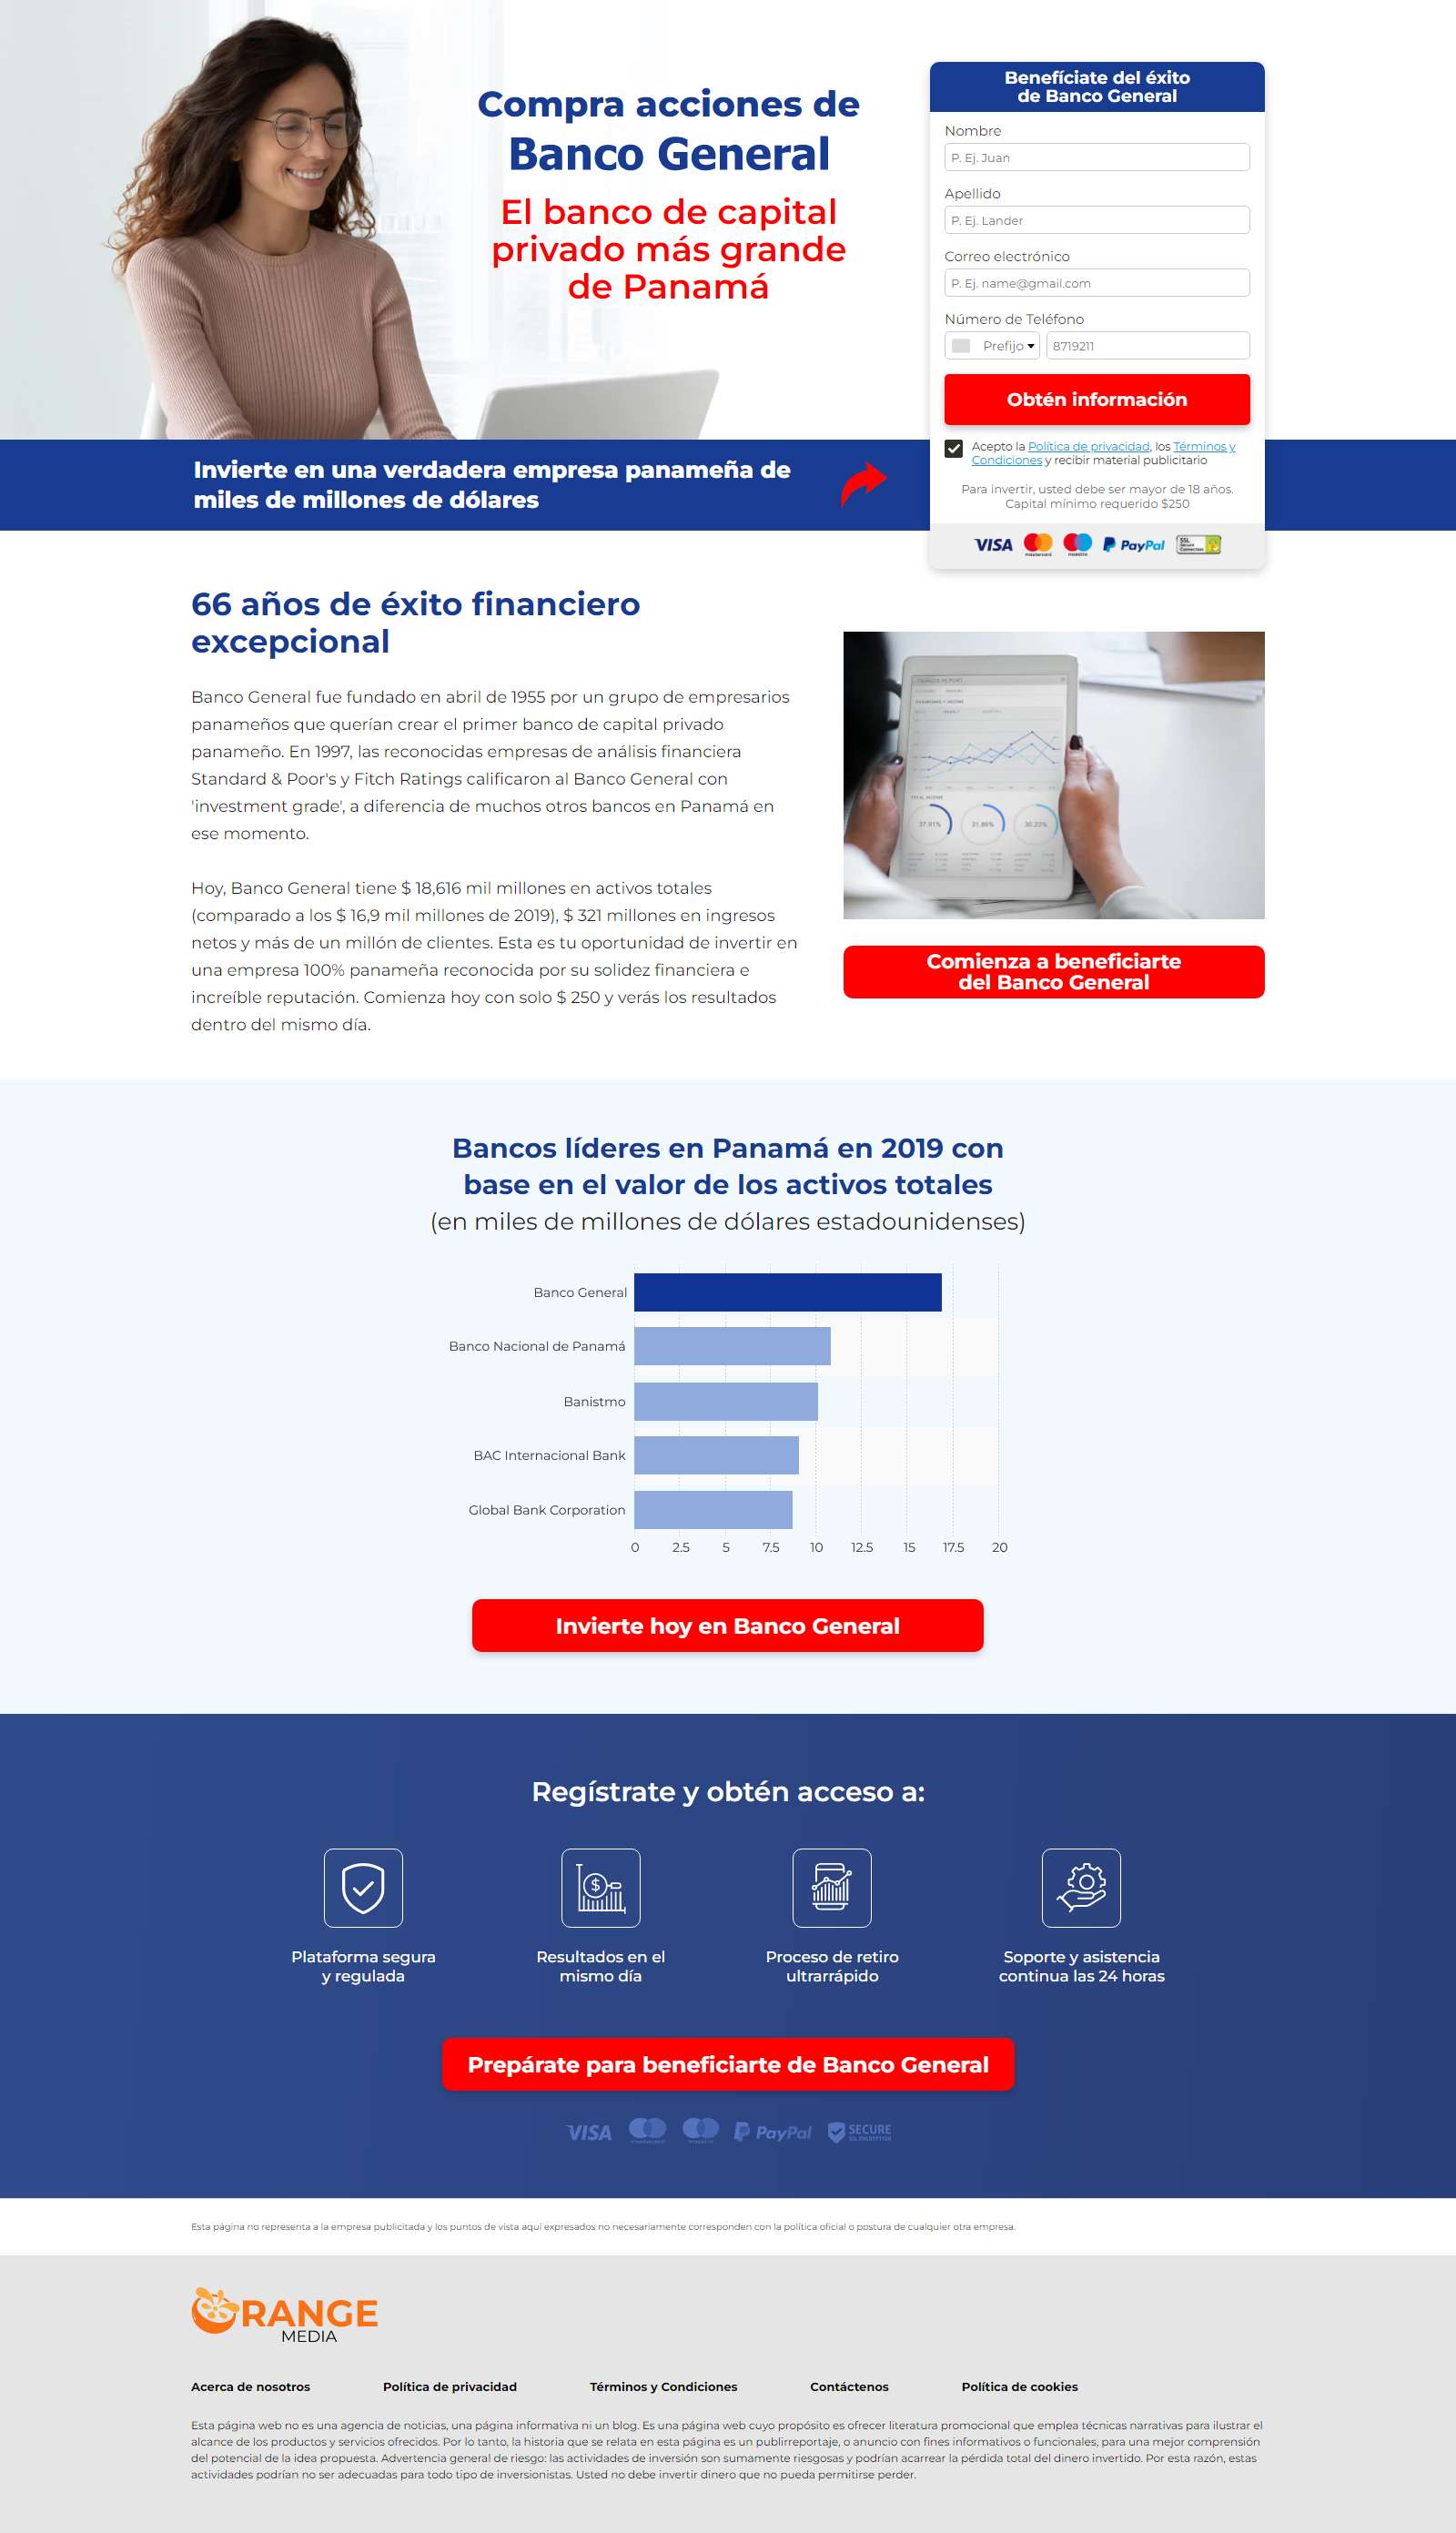 Compra acciones de
Banco General
El banco de capital
privado más grande
de Panamá
Benefíciate del éxito
de Banco General
Nombre
P. Ej. Juan
Apellido
P. Ej. Lander
Correo electrónico
P. Ej. name@gmail.com
Número de Teléfono
Prefijo
8719211
Obtén información
Acepto la Política de privacidad, los Términos y
Condiciones y recibir material publicitario
Para invertir, usted debe ser mayor de 18 años.
Capital mínimo requerido $250
VISA mastercard maestro PayPal SSL Secure Connection
Invierte en una verdadera empresa panameña de
miles de millones de dólares
66 años de éxito financiero
excepcional
Banco General fue fundado en abril de 1955 por un grupo de empresarios
panameños que querían crear el primer banco de capital privado
panameño. En 1997, las reconocidas empresas de análisis financiera
Standard & Poor's y Fitch Ratings calificaron al Banco General con
'investment grade', a diferencia de muchos otros bancos en Panamá en
ese momento.
Hoy, Banco General tiene $ 18,616 mil millones en activos totales
(comparado a los $ 16,9 mil millones de 2019), $ 321 millones en ingresos
netos y más de un millón de clientes. Esta es tu oportunidad de invertir en
una empresa 100% panameña reconocida por su solidez financiera e
increíble reputación. Comienza hoy con solo $ 250 y verás los resultados
dentro del mismo día.
37.91% 31.86% 30.23%
Comienza a beneficiarte
del Banco General
Bancos líderes en Panamá en 2019 con
base en el valor de los activos totales
(en miles de millones de dólares estadounidenses)
Banco General
Banco Nacional de Panamá
Banistmo
BAC Internacional Bank
Global Bank Corporation
0 2.5 5 7.5 10 12.5 15 17.5 20
Invierte hoy en Banco General
Regístrate y obtén acceso a:
Plataforma segura
y regulada
Resultados en el
mismo día
Proceso de retiro
ultrarrápido
Soporte y asistencia
continua las 24 horas
Prepárate para beneficiarte de Banco General
VISA PayPal SECURE
SSL ENCRYPTION
Esta página no representa a la empresa publicitada y los puntos de vista aquí expresados no necesariamente corresponden con la política oficial o postura de cualquier otra empresa.
ORANGE
MEDIA
Acerca de nosotros Política de privacidad Términos y Condiciones Contáctenos Política de cookies
Esta página web no es una agencia de noticias, una página informativa ni un blog. Es una página web cuyo propósito es ofrecer literatura promocional que emplea técnicas narrativas para ilustrar el
alcance de los productos y servicios ofrecidos. Por lo tanto, la historia que se relata en esta página es un publirreportaje, o anuncio con fines informativos o funcionales, para una mejor comprensión
del potencial de la idea propuesta. Advertencia general de riesgo: las actividades de inversión son sumamente riesgosas y podrían acarrear la pérdida total del dinero invertido. Por esta razón, estas
actividades podrían no ser adecuadas para todo tipo de inversionistas. Usted no debe invertir dinero que no pueda permitirse perder.